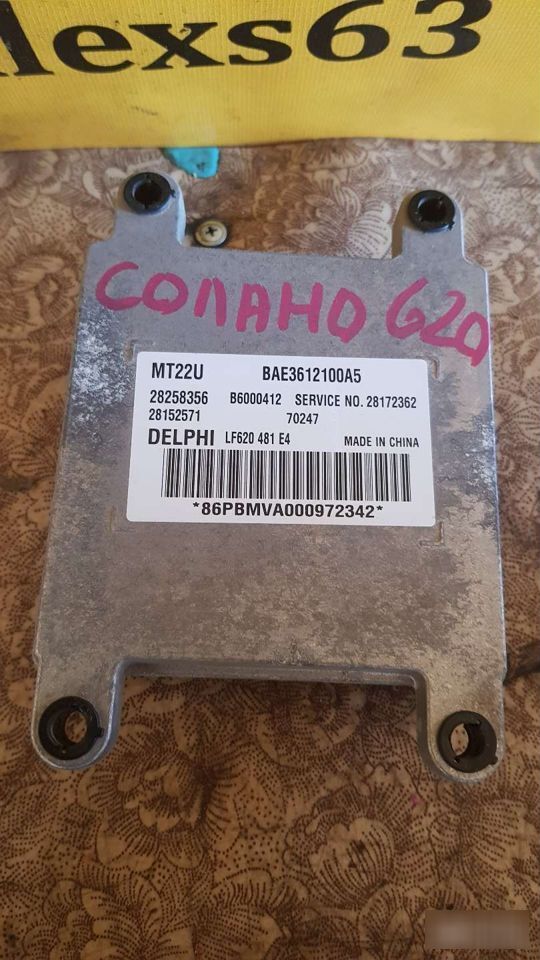 lexs63
СОЛАНО 620
MT22U BAE3612100A5
28258356 B6000412 SERVICE NO. 28172362
28152571 70247
DELPHI LF620 481 E4 MADE IN CHINA
*86PBMVA000972342*